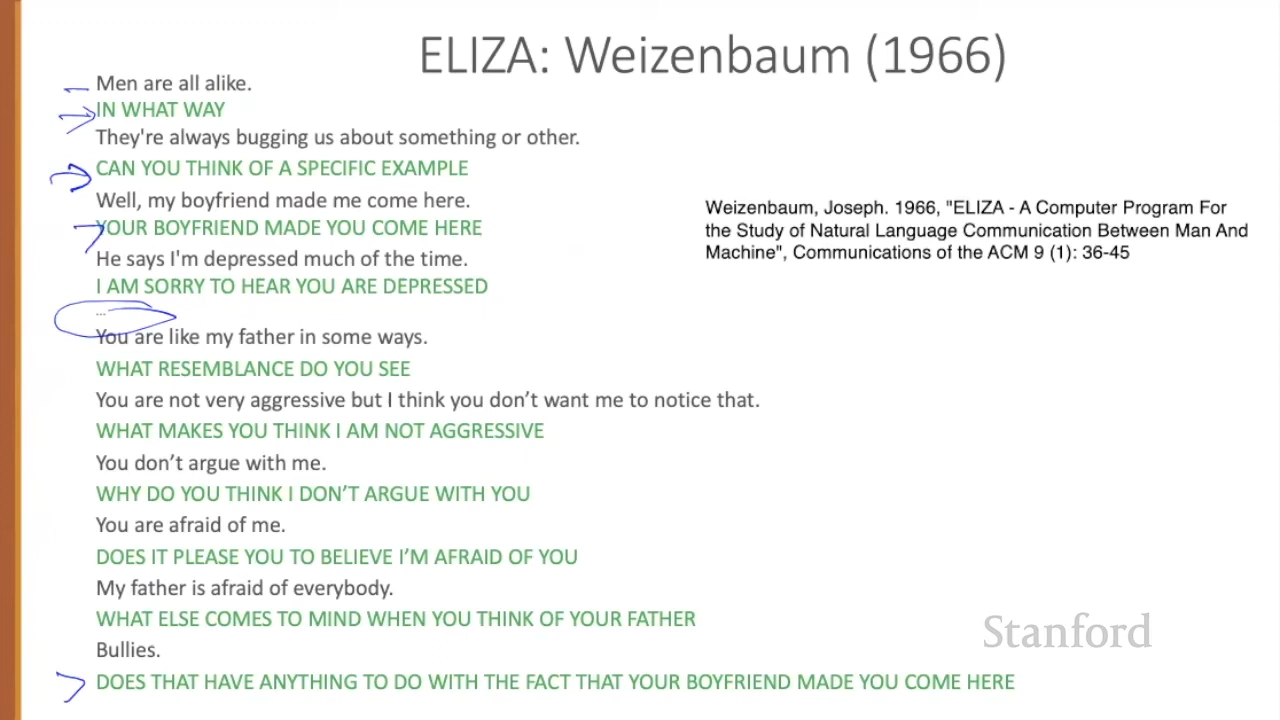 ELIZA: Weizenbaum (1966)
Men are all alike.
IN WHAT WAY
They're always bugging us about something or other.
CAN YOU THINK OF A SPECIFIC EXAMPLE
Well, my boyfriend made me come here.
YOUR BOYFRIEND MADE YOU COME HERE
He says I'm depressed much of the time.
I AM SORRY TO HEAR YOU ARE DEPRESSED
...
You are like my father in some ways.
WHAT RESEMBLANCE DO YOU SEE
You are not very aggressive but I think you don’t want me to notice that.
WHAT MAKES YOU THINK I AM NOT AGGRESSIVE
You don’t argue with me.
WHY DO YOU THINK I DON’T ARGUE WITH YOU
You are afraid of me.
DOES IT PLEASE YOU TO BELIEVE I’M AFRAID OF YOU
My father is afraid of everybody.
WHAT ELSE COMES TO MIND WHEN YOU THINK OF YOUR FATHER
Bullies.
DOES THAT HAVE ANYTHING TO DO WITH THE FACT THAT YOUR BOYFRIEND MADE YOU COME HERE
Weizenbaum, Joseph. 1966, "ELIZA - A Computer Program For
the Study of Natural Language Communication Between Man And
Machine", Communications of the ACM 9 (1): 36-45
Stanford